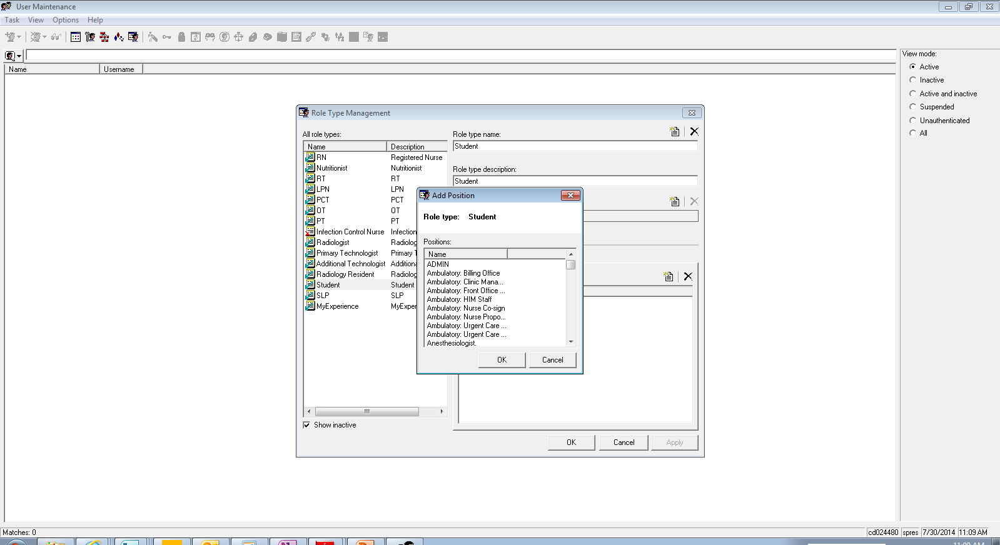 User Maintenance
Task View Options Help
Name Username
View mode:
Active
Inactive
Active and inactive
Suspended
Unauthenticated
All
Role Type Management
All role types:
Name Description
RN Registered Nurse
Nutritionist Nutritionist
RT RT
LPN LPN
PCT PCT
OT OT
PT PT
Infection Control Nurse Infection
Radiologist Radiolog
Primary Technologist Primary T
Additional Technologist Additiona
Radiology Resident Radiolog
Student Student
SLP SLP
MyExperience MyExper
Show inactive
Role type name:
Student
Role type description:
Student
Add Position
Role type: Student
Positions:
Name
ADMIN
Ambulatory: Billing Office
Ambulatory: Clinic Mana...
Ambulatory: Front Office ...
Ambulatory: HIM Staff
Ambulatory: Nurse Co-sign
Ambulatory: Nurse Propo...
Ambulatory: Urgent Care ...
Ambulatory: Urgent Care ...
Anesthesiologist.
OK Cancel
OK Cancel Apply
Matches: 0
cd024480 spres 7/30/2014 11:09 AM